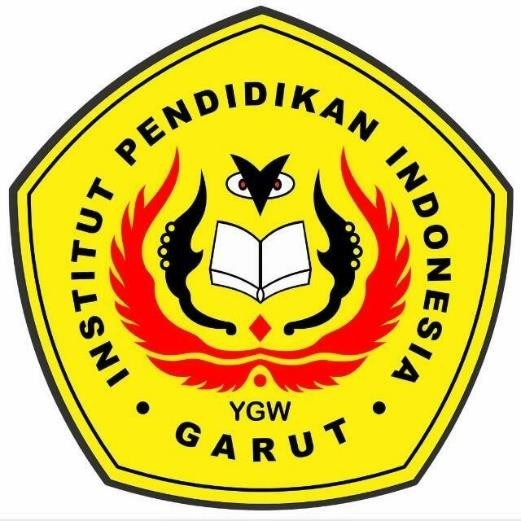 INSTITUT PENDIDIKAN INDONESIA
YGW
• GARUT •